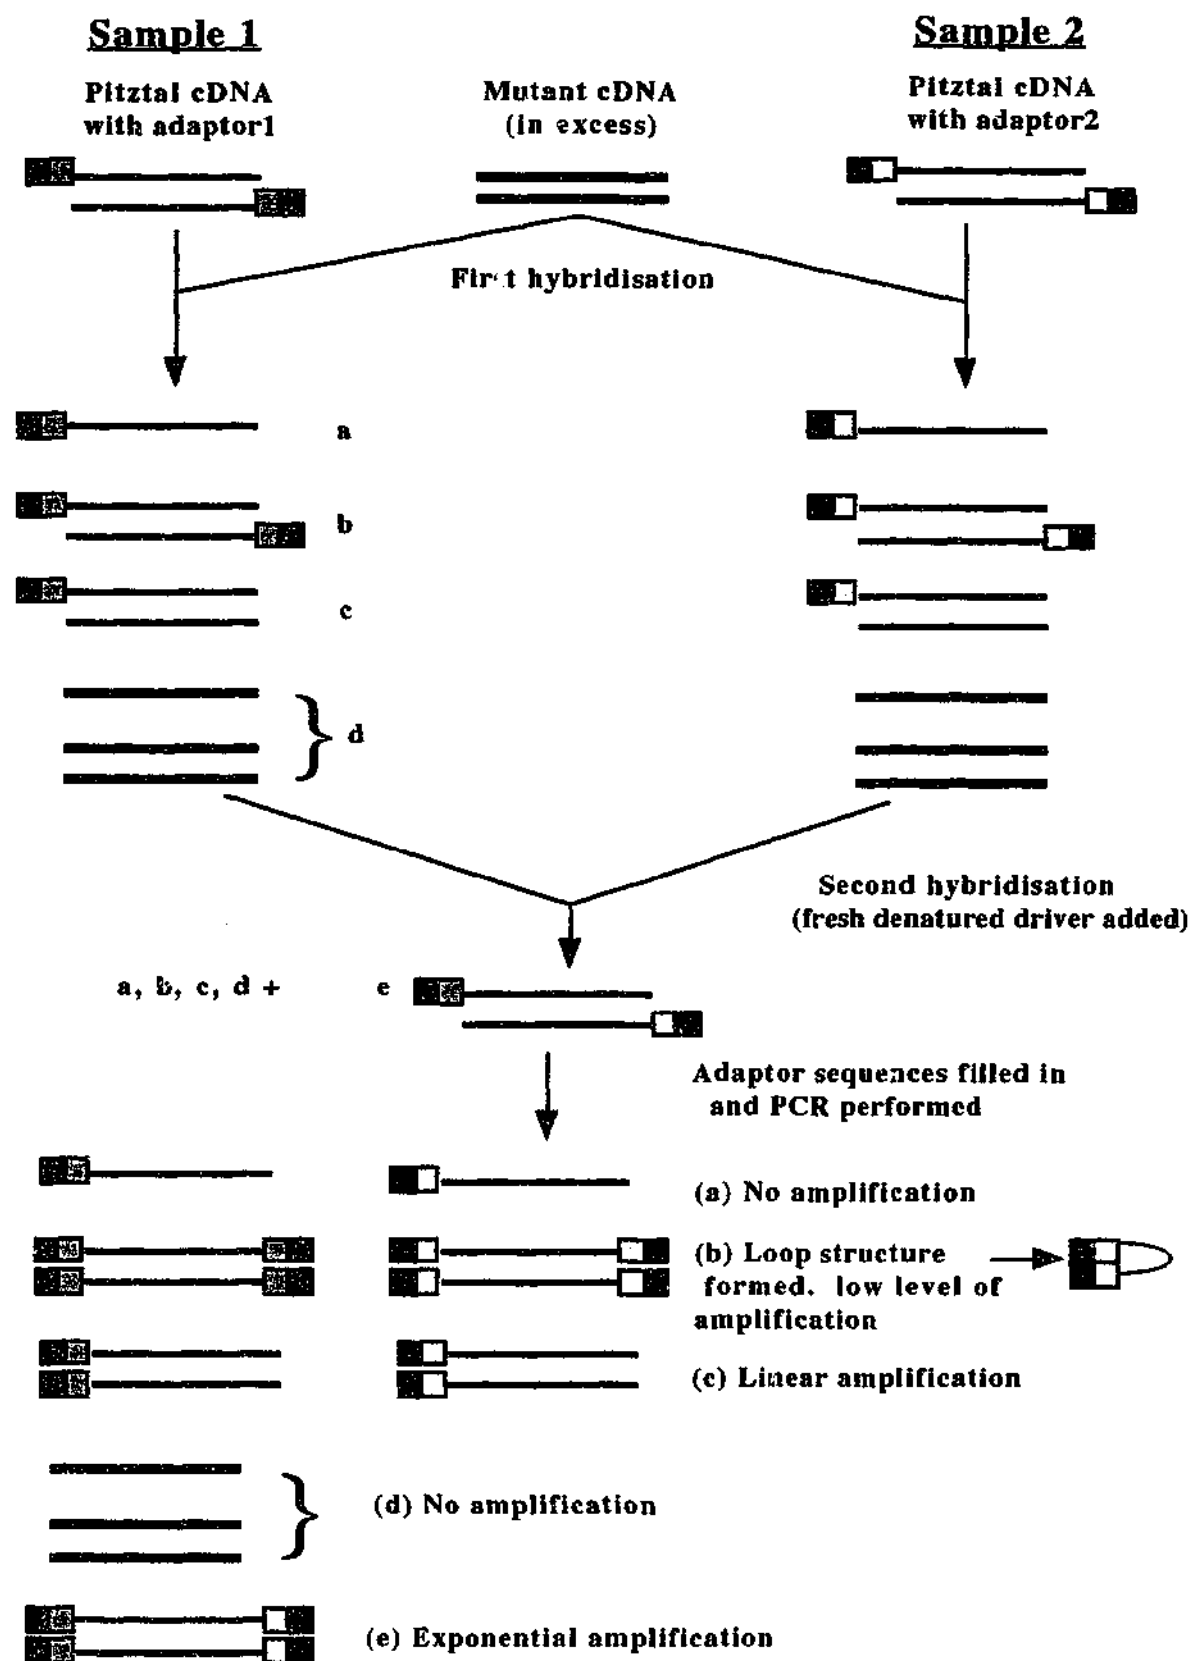 Sample 1
Sample 2
Pitztal cDNA
with adaptor1
Mutant cDNA
(in excess)
Pitztal cDNA
with adaptor2
First hybridisation
a
b
c
d
Second hybridisation
(fresh denatured driver added)
a, b, c, d +
e
Adaptor sequences filled in
and PCR performed
(a) No amplification
(b) Loop structure
formed. low level of
amplification
(c) Linear amplification
(d) No amplification
(e) Exponential amplification